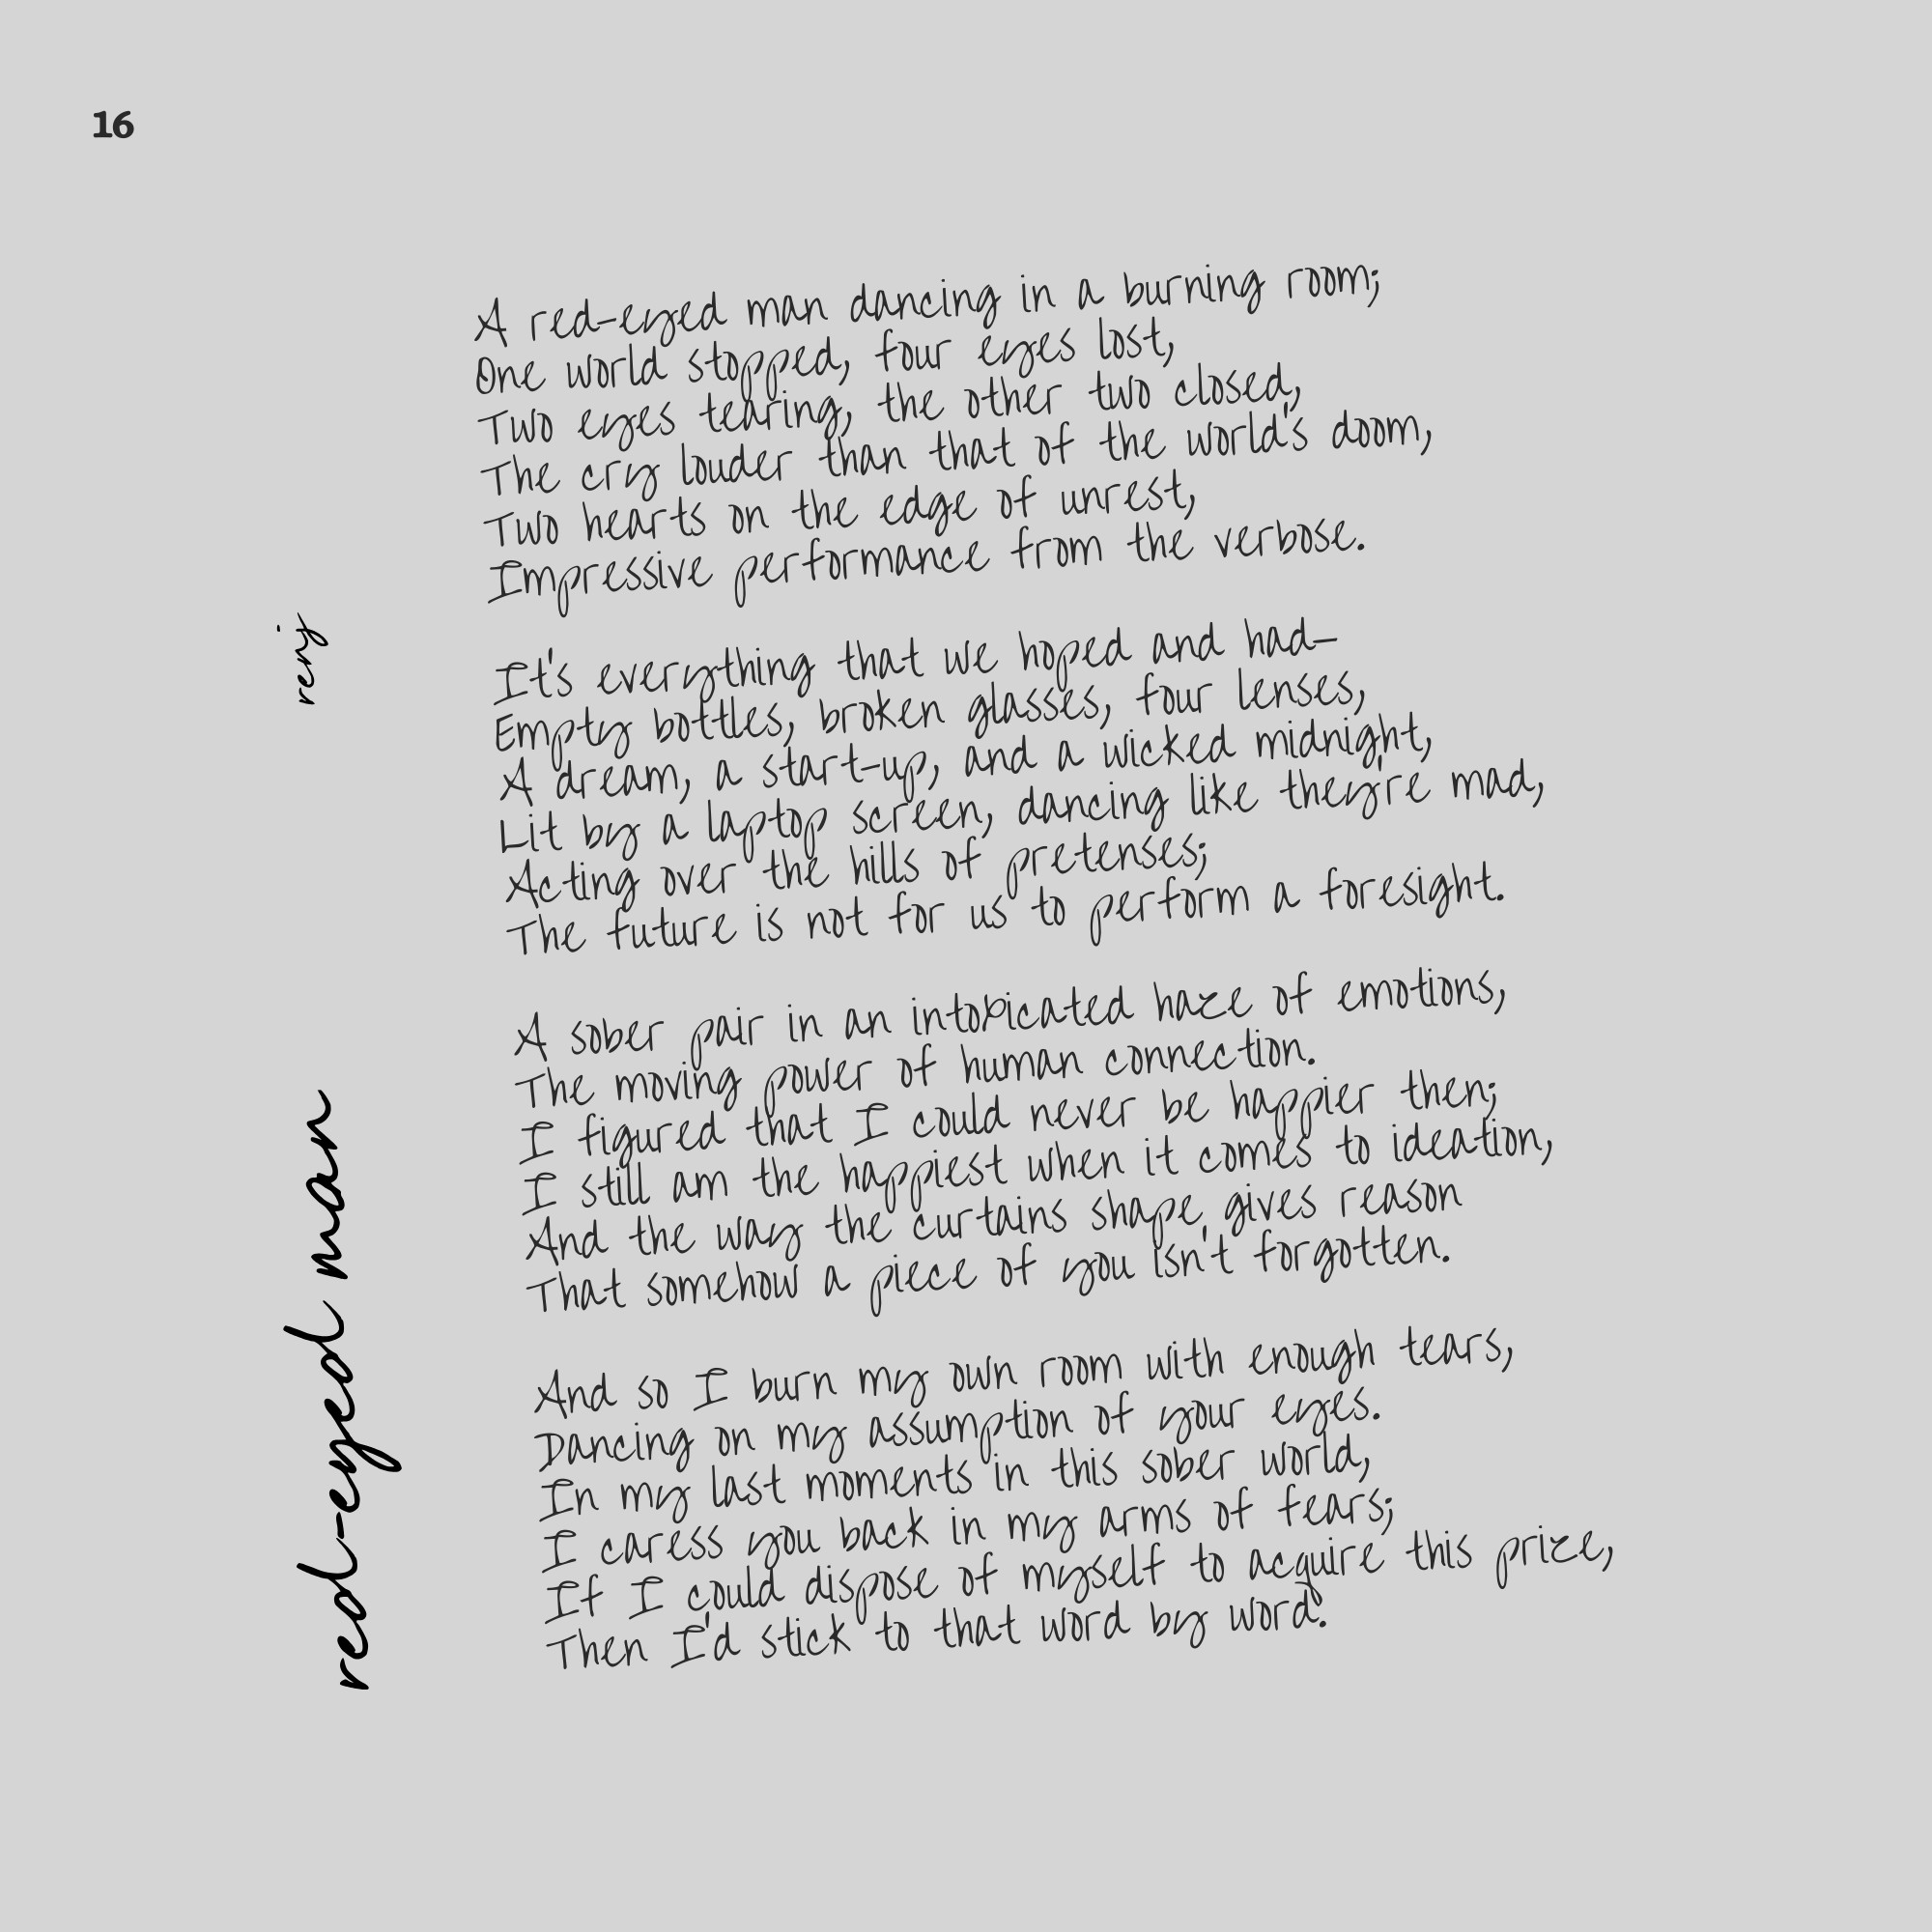 16
red-eyed man
renj
A red-eyed man dancing in a burning room;
One world stopped, four eyes lost,
Two eyes tearing, the other two closed,
The cry louder than that of the world's doom,
Two hearts on the edge of unrest,
Impressive performance from the verbose.
It's everything that we hoped and had—
Empty bottles, broken glasses, four lenses,
A dream, a start-up, and a wicked midnight,
Lit by a laptop screen, dancing like they're mad,
Acting over the hills of pretenses;
The future is not for us to perform a foresight.
A sober pair in an intoxicated haze of emotions,
The moving power of human connection.
I figured that I could never be happier then;
I still am the happiest when it comes to ideation,
And the way the curtains shape, gives reason
That somehow a piece of you isn't forgotten.
And so I burn my own room with enough tears,
Dancing on my assumption of your eyes.
In my last moments in this sober world,
I caress you back in my arms of fears;
If I could dispose of myself to acquire this prize,
Then I'd stick to that word by word.